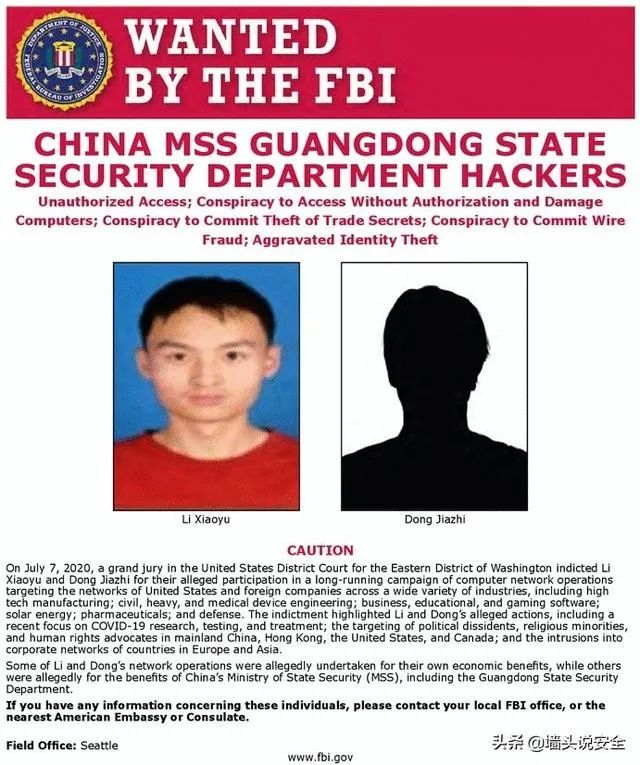 WANTED
BY THE FBI
CHINA MSS GUANGDONG STATE
SECURITY DEPARTMENT HACKERS
Unauthorized Access; Conspiracy to Access Without Authorization and Damage
Computers; Conspiracy to Commit Theft of Trade Secrets; Conspiracy to Commit Wire
Fraud; Aggravated Identity Theft
Li Xiaoyu
Dong Jiazhi
CAUTION
On July 7, 2020, a grand jury in the United States District Court for the Eastern District of Washington indicted Li
Xiaoyu and Dong Jiazhi for their alleged participation in a long-running campaign of computer network operations
targeting the networks of United States and foreign companies across a wide variety of industries, including high
tech manufacturing; civil, heavy, and medical device engineering; business, educational, and gaming software;
solar energy; pharmaceuticals; and defense. The indictment highlighted Li and Dong's alleged actions, including a
recent focus on COVID-19 research, testing, and treatment; the targeting of political dissidents, religious minorities,
and human rights advocates in mainland China, Hong Kong, the United States, and Canada; and the intrusions into
corporate networks of countries in Europe and Asia.
Some of Li and Dong's network operations were allegedly undertaken for their own economic benefits, while others
were allegedly for the benefits of China's Ministry of State Security (MSS), including the Guangdong State Security
Department.
If you have any information concerning these individuals, please contact your local FBI office, or the
nearest American Embassy or Consulate.
Field Office: Seattle
www.fbi.gov
头条 @墙头说安全